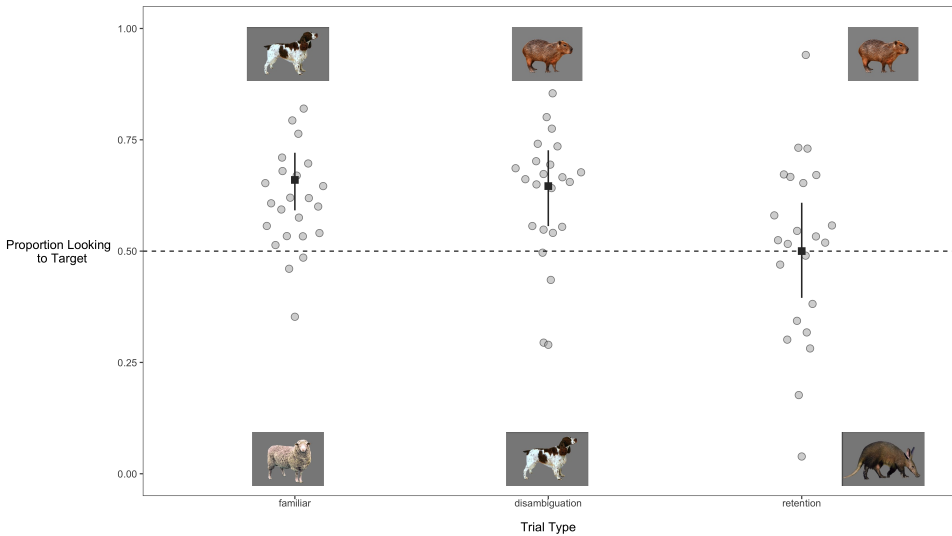 1.00
0.75
Proportion Looking
to Target
0.50
0.25
0.00
familiar
disambiguation
retention
Trial Type